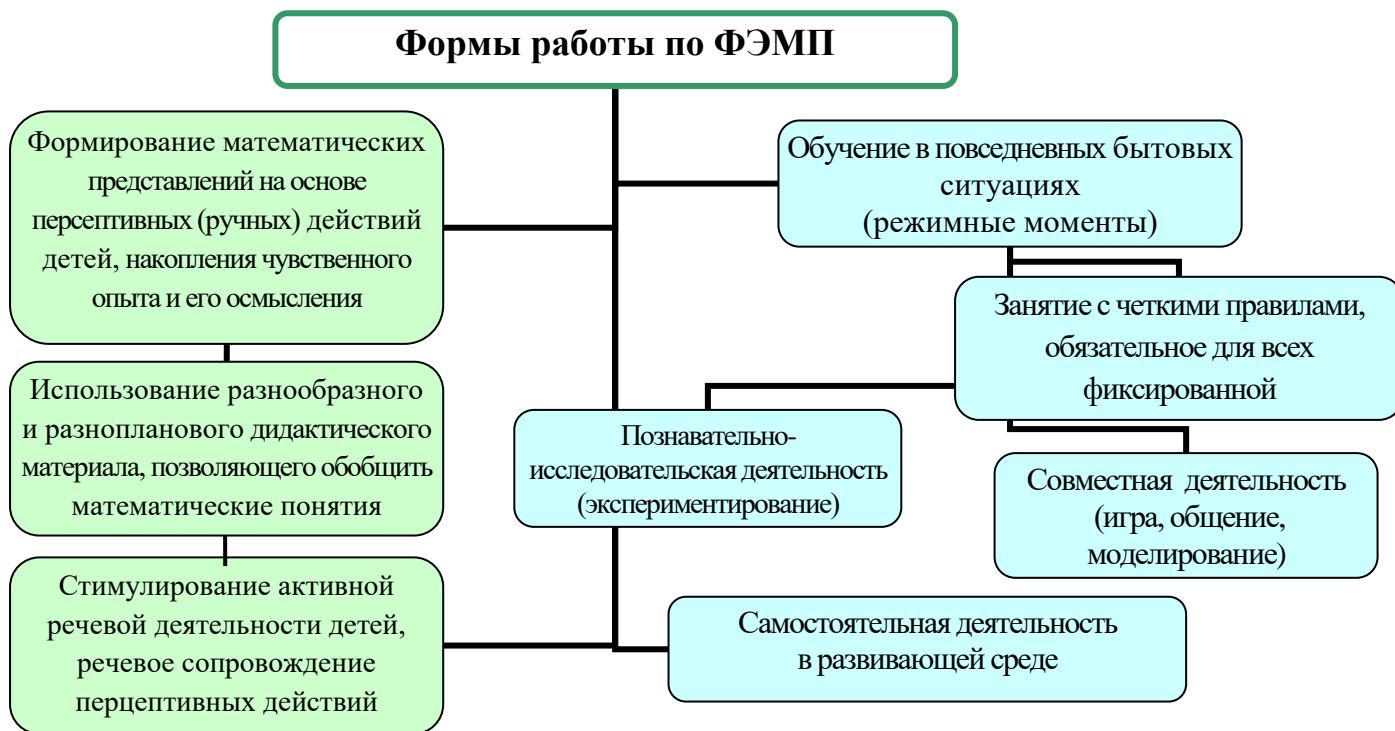 Формы работы по ФЭМП
Формирование математических
представлений на основе
персептивных (ручных) действий
детей, накопления чувственного
опыта и его осмысления
Использование разнообразного
и разнопланового дидактического
материала, позволяющего обобщить
математические понятия
Стимулирование активной
речевой деятельности детей,
речевое сопровождение
перцептивных действий
Обучение в повседневных бытовых
ситуациях
(режимные моменты)
Занятие с четкими правилами,
обязательное для всех
фиксированной
Познавательно-
исследовательская деятельность
(экспериментирование)
Совместная деятельность
(игра, общение,
моделирование)
Самостоятельная деятельность
в развивающей среде